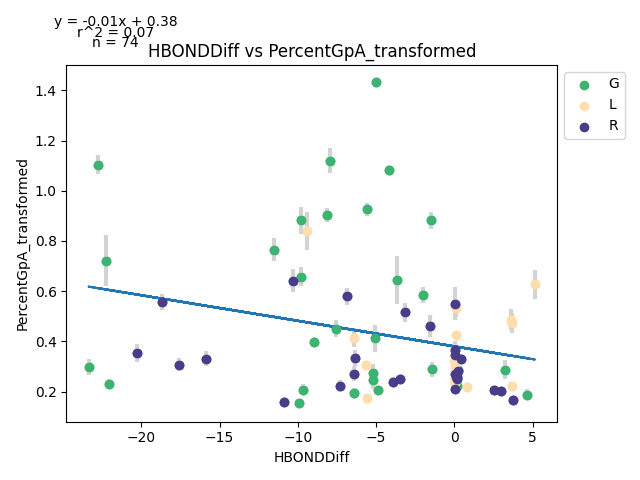 y = -0.01x + 0.38
r^2 = 0.07
n = 74
HBONDDiff vs PercentGpA_transformed
G
L
R
PercentGpA_transformed
1.4
1.2
1.0
0.8
0.6
0.4
0.2
−20
−15
−10
−5
0
5
HBONDDiff